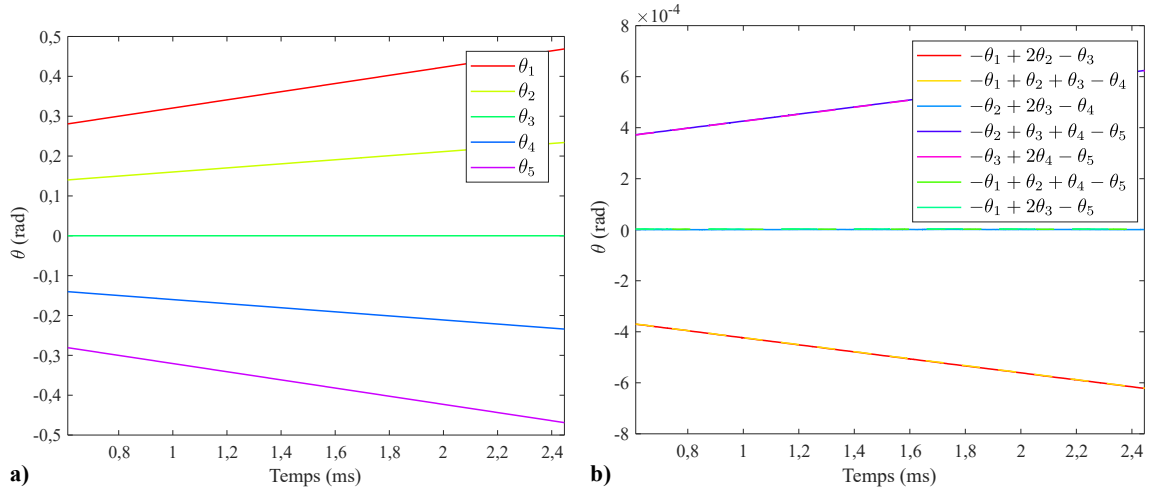 0,5
0,4
0,3
0,2
0,1
0
-0,1
-0,2
-0,3
-0,4
-0,5
θ (rad)
0,8 1 1,2 1,4 1,6 1,8 2 2,2 2,4
Temps (ms)
θ₁
θ₂
θ₃
θ₄
θ₅
a)
×10⁻⁴
8
6
4
2
0
-2
-4
-6
-8
θ (rad)
0,8 1 1,2 1,4 1,6 1,8 2 2,2 2,4
Temps (ms)
−θ₁ + 2θ₂ − θ₃
−θ₁ + θ₂ + θ₃ − θ₄
−θ₂ + 2θ₃ − θ₄
−θ₂ + θ₃ + θ₄ − θ₅
−θ₃ + 2θ₄ − θ₅
−θ₁ + θ₂ + θ₄ − θ₅
−θ₁ + 2θ₃ − θ₅
b)